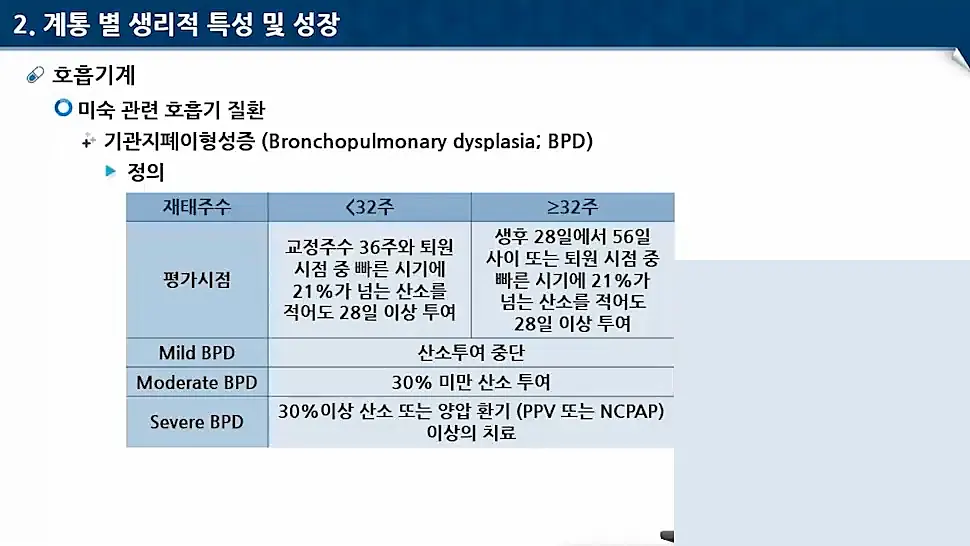 2. 계통 별 생리적 특성 및 성장
호흡기계
미숙 관련 호흡기 질환
기관지폐이형성증 (Bronchopulmonary dysplasia; BPD)
정의
재태주수
<32주
≥32주
평가시점
교정주수 36주와 퇴원
시점 중 빠른 시기에
21%가 넘는 산소를
적어도 28일 이상 투여
생후 28일에서 56일
사이 또는 퇴원 시점 중
빠른 시기에 21%가
넘는 산소를 적어도
28일 이상 투여
Mild BPD
산소투여 중단
Moderate BPD
30% 미만 산소 투여
Severe BPD
30%이상 산소 또는 양압 환기 (PPV 또는 NCPAP)
이상의 치료